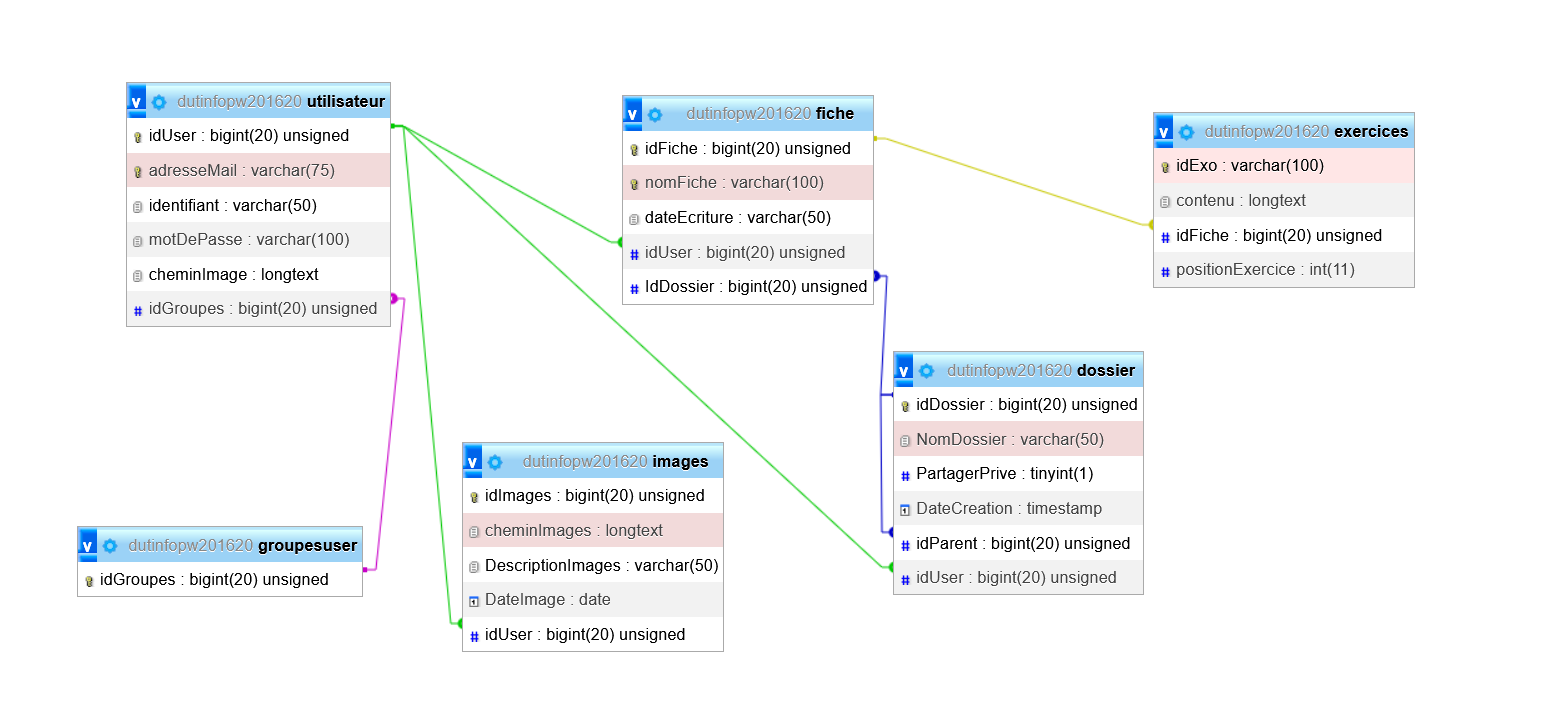 v dutinfopw201620 utilisateur
idUser : bigint(20) unsigned
adresseMail : varchar(75)
identifiant : varchar(50)
motDePasse : varchar(100)
cheminImage : longtext
# idGroupes : bigint(20) unsigned
v dutinfopw201620 fiche
idFiche : bigint(20) unsigned
nomFiche : varchar(100)
dateEcriture : varchar(50)
# idUser : bigint(20) unsigned
# IdDossier : bigint(20) unsigned
v dutinfopw201620 exercices
idExo : varchar(100)
contenu : longtext
# idFiche : bigint(20) unsigned
# positionExercice : int(11)
v dutinfopw201620 dossier
idDossier : bigint(20) unsigned
NomDossier : varchar(50)
# PartagerPrive : tinyint(1)
DateCreation : timestamp
# idParent : bigint(20) unsigned
# idUser : bigint(20) unsigned
v dutinfopw201620 images
idImages : bigint(20) unsigned
cheminImages : longtext
DescriptionImages : varchar(50)
DateImage : date
# idUser : bigint(20) unsigned
v dutinfopw201620 groupesuser
idGroupes : bigint(20) unsigned